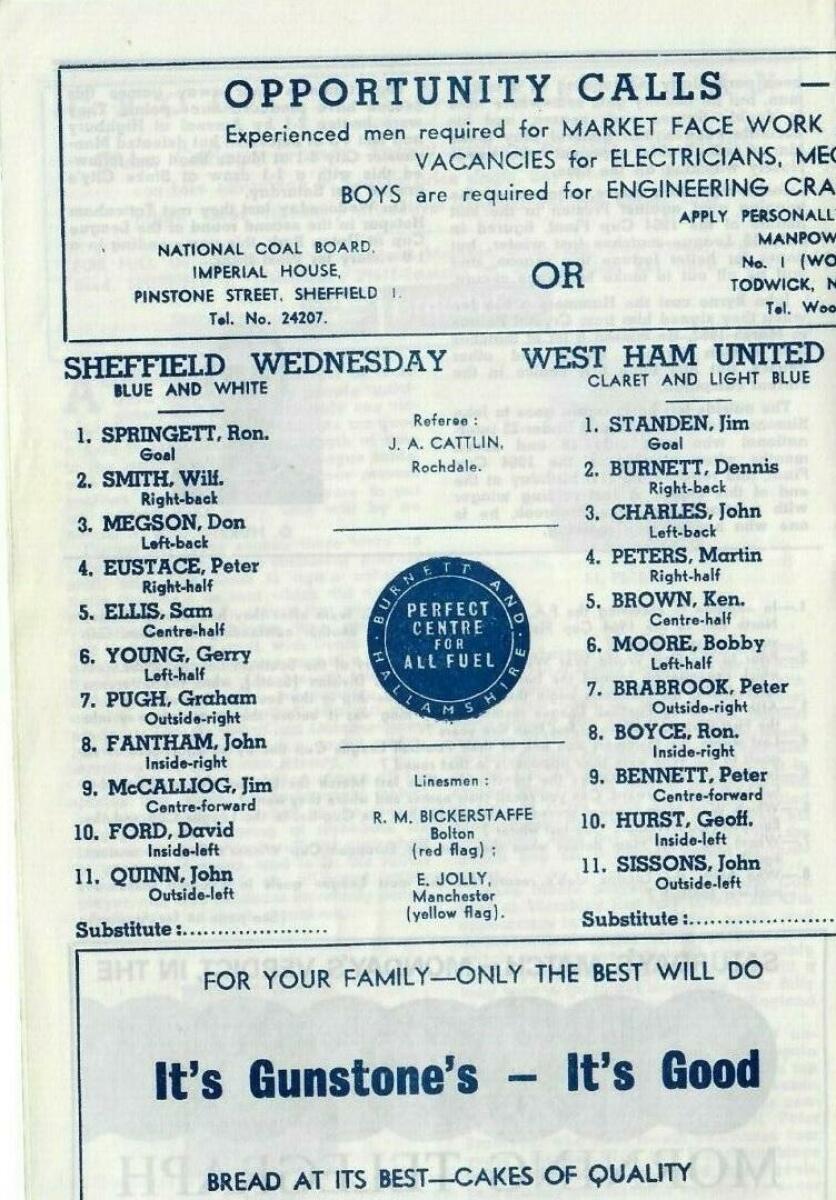 OPPORTUNITY CALLS —
Experienced men required for MARKET FACE WORK
VACANCIES for ELECTRICIANS, MEC
BOYS are required for ENGINEERING CRA
APPLY PERSONALL
NATIONAL COAL BOARD,
IMPERIAL HOUSE,
PINSTONE STREET, SHEFFIELD 1.
Tel. No. 24207.
OR
MANPOW
No. 1 (WO
TODWICK, N
Tel. Woo
SHEFFIELD WEDNESDAY
BLUE AND WHITE
1. SPRINGETT, Ron.
Goal
2. SMITH, Wilf.
Right-back
3. MEGSON, Don
Left-back
4. EUSTACE, Peter
Right-half
5. ELLIS, Sam
Centre-half
6. YOUNG, Gerry
Left-half
7. PUGH, Graham
Outside-right
8. FANTHAM, John
Inside-right
9. McCALLIOG, Jim
Centre-forward
10. FORD, David
Inside-left
11. QUINN, John
Outside-left
Substitute :....................
Referee :
J. A. CATTLIN,
Rochdale.
BURNETT AND HALLAMSHIRE
PERFECT
CENTRE
FOR
ALL FUEL
Linesmen :
R. M. BICKERSTAFFE
Bolton
(red flag) ;
E. JOLLY,
Manchester
(yellow flag).
WEST HAM UNITED
CLARET AND LIGHT BLUE
1. STANDEN, Jim
Goal
2. BURNETT, Dennis
Right-back
3. CHARLES, John
Left-back
4. PETERS, Martin
Right-half
5. BROWN, Ken.
Centre-half
6. MOORE, Bobby
Left-half
7. BRABROOK, Peter
Outside-right
8. BOYCE, Ron.
Inside-right
9. BENNETT, Peter
Centre-forward
10. HURST, Geoff.
Inside-left
11. SISSONS, John
Outside-left
Substitute :....................
FOR YOUR FAMILY—ONLY THE BEST WILL DO
It's Gunstone's – It's Good
BREAD AT ITS BEST—CAKES OF QUALITY